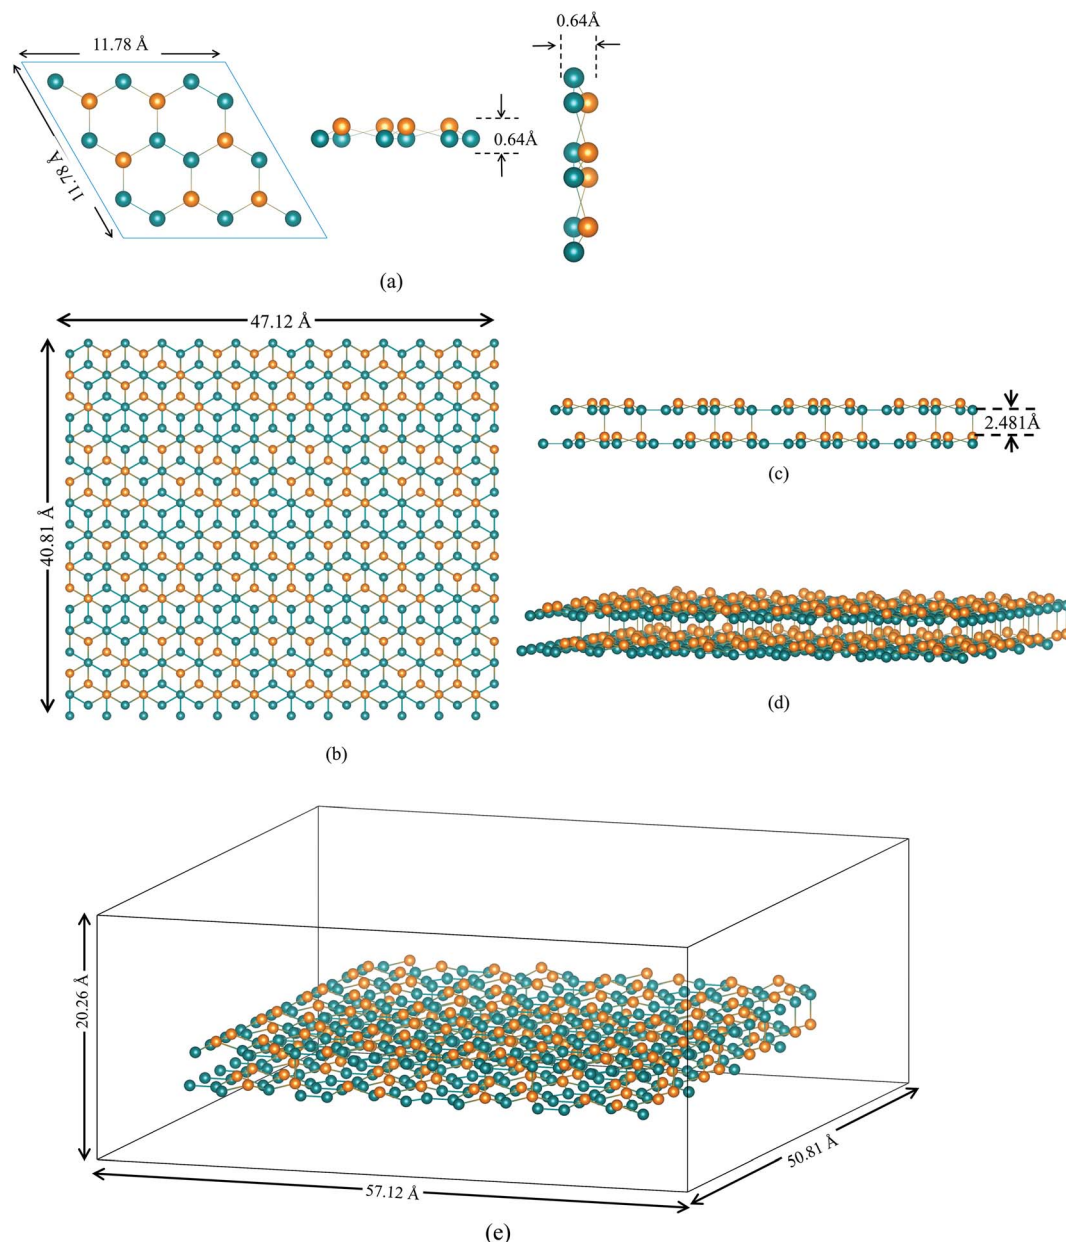 0.64Å
11.78 Å
11.78 Å
0.64Å
(a)
47.12 Å
40.81 Å
2.481Å
(c)
(d)
(b)
20.26 Å
50.81 Å
57.12 Å
(e)